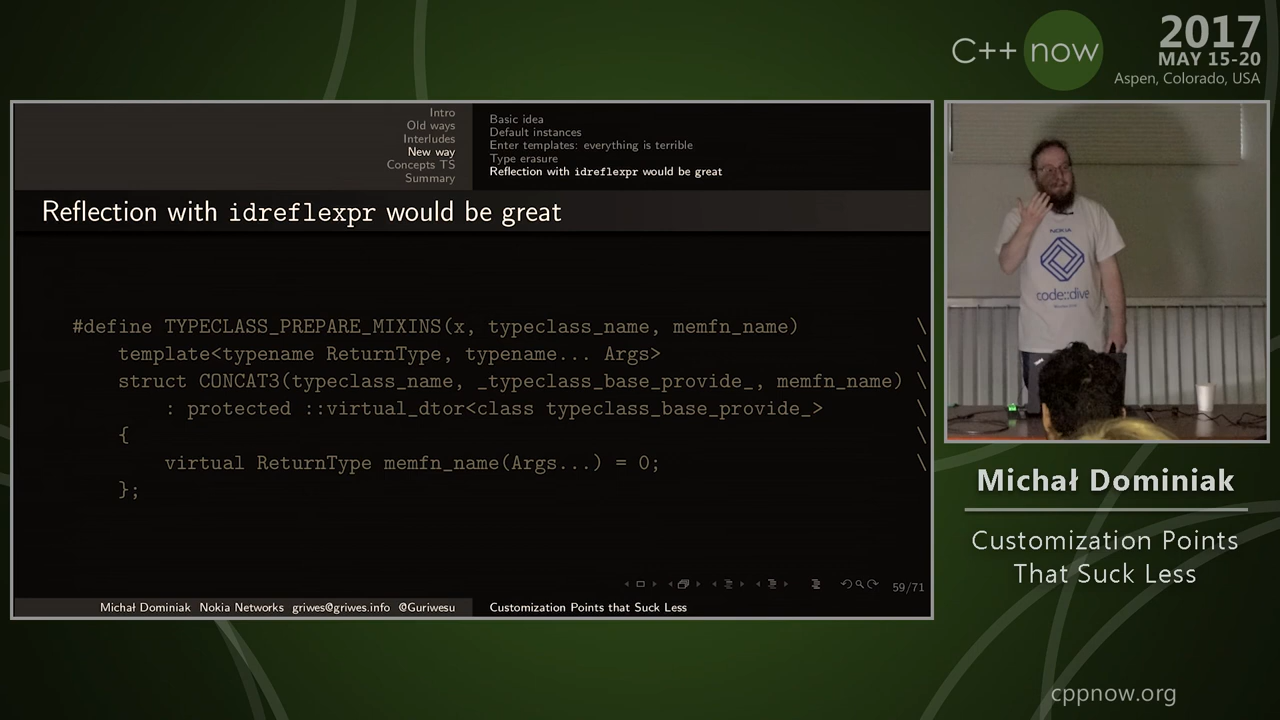 C++ now
2017
MAY 15-20
Aspen, Colorado, USA
Intro
Old ways
Interludes
New way
Concepts TS
Summary
Basic idea
Default instances
Enter templates: everything is terrible
Type erasure
Reflection with idreflexpr would be great
Reflection with idreflexpr would be great
#define TYPECLASS_PREPARE_MIXINS(x, typeclass_name, memfn_name) \
template<typename ReturnType, typename... Args> \
struct CONCAT3(typeclass_name, _typeclass_base_provide_, memfn_name) \
: protected ::virtual_dtor<class typeclass_base_provide_> \
{ \
virtual ReturnType memfn_name(Args...) = 0; \
};
59/71
Michał Dominiak Nokia Networks griwes@griwes.info @Guriwesu
Customization Points that Suck Less
NOKIA
code::dive
Michał Dominiak
Customization Points
That Suck Less
cppnow.org